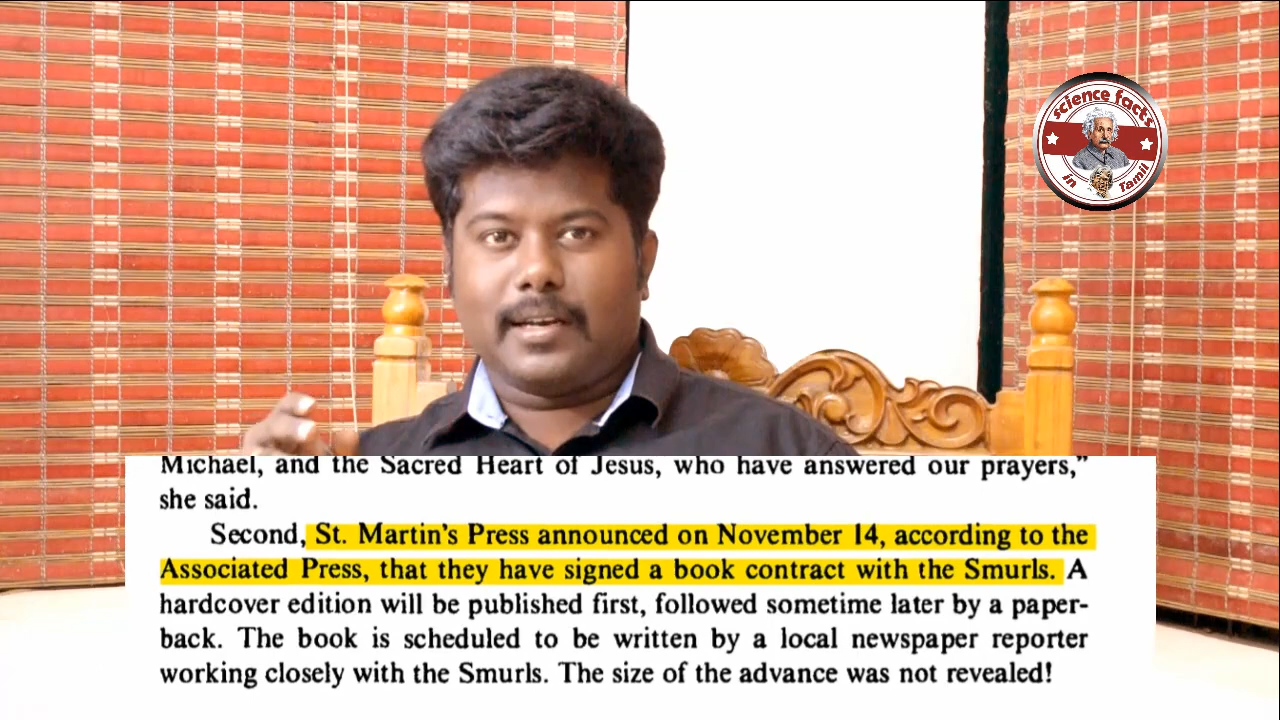 science facts
in Tamil
Michael, and the Sacred Heart of Jesus, who have answered our prayers,”
she said.
Second, St. Martin’s Press announced on November 14, according to the
Associated Press, that they have signed a book contract with the Smurls. A
hardcover edition will be published first, followed sometime later by a paper-
back. The book is scheduled to be written by a local newspaper reporter
working closely with the Smurls. The size of the advance was not revealed!